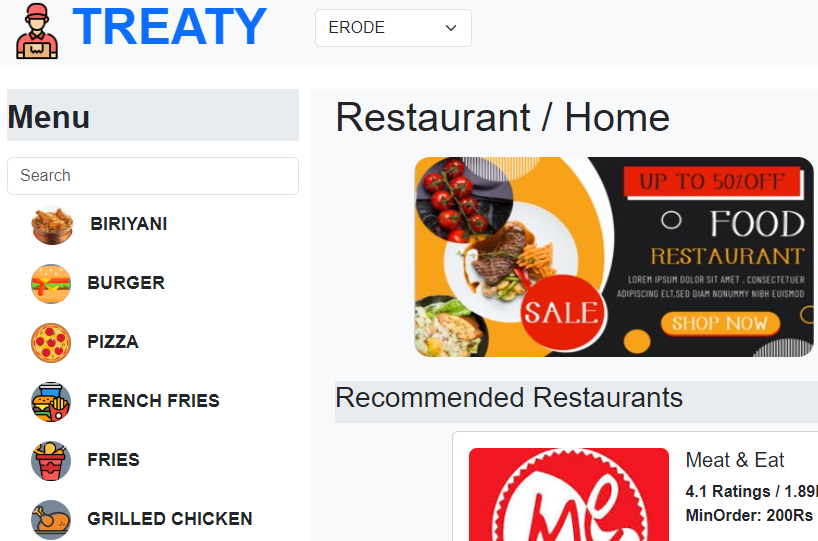 TREATY
ERODE
Menu
Search
BIRIYANI
BURGER
PIZZA
FRENCH FRIES
FRIES
GRILLED CHICKEN
Restaurant / Home
UP TO 50%OFF
FOOD
RESTAURANT
LOREM IPSUM DOLOR SIT AMET , CONSECTETUER
ADIPISCING ELT,SED DIAM NONUMMY NIBH EUISMOD
SALE
SHOP NOW
Recommended Restaurants
Me
Meat & Eat
4.1 Ratings / 1.89
MinOrder: 200Rs